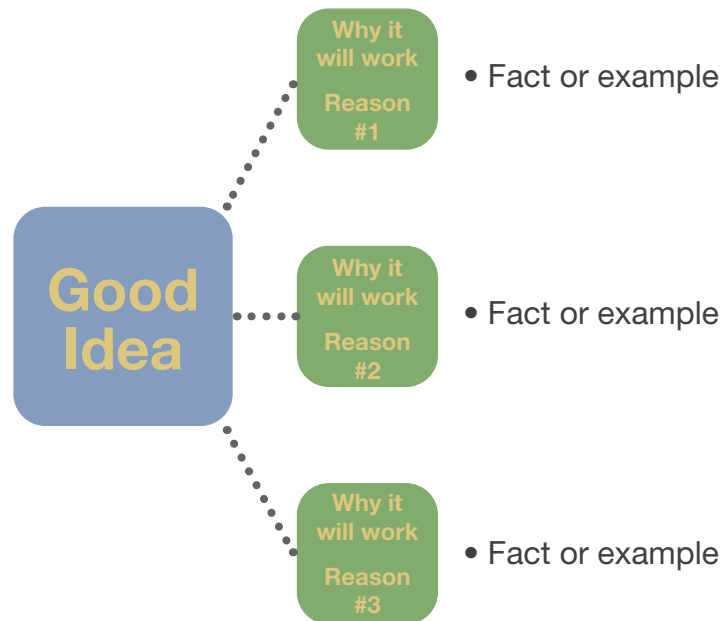 Good
Idea
Why it
will work
Reason
#1
• Fact or example
Why it
will work
Reason
#2
• Fact or example
Why it
will work
Reason
#3
• Fact or example